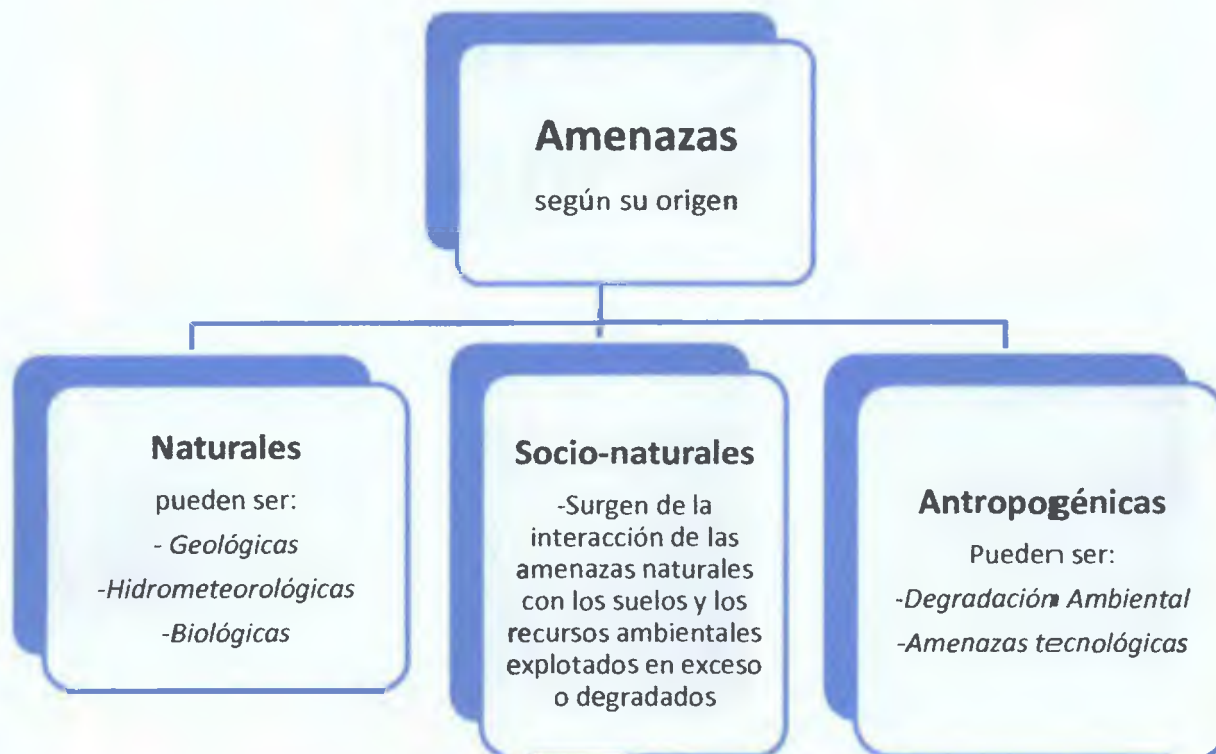 Amenazas
según su origen
Naturales
pueden ser:
- Geológicas
-Hidrometeorológicas
-Biológicas
Socio-naturales
-Surgen de la
interacción de las
amenazas naturales
con los suelos y los
recursos ambientales
explotados en exceso
o degradados
Antropogénicas
Pueden ser:
-Degradación Ambiental
-Amenazas tecnológicas